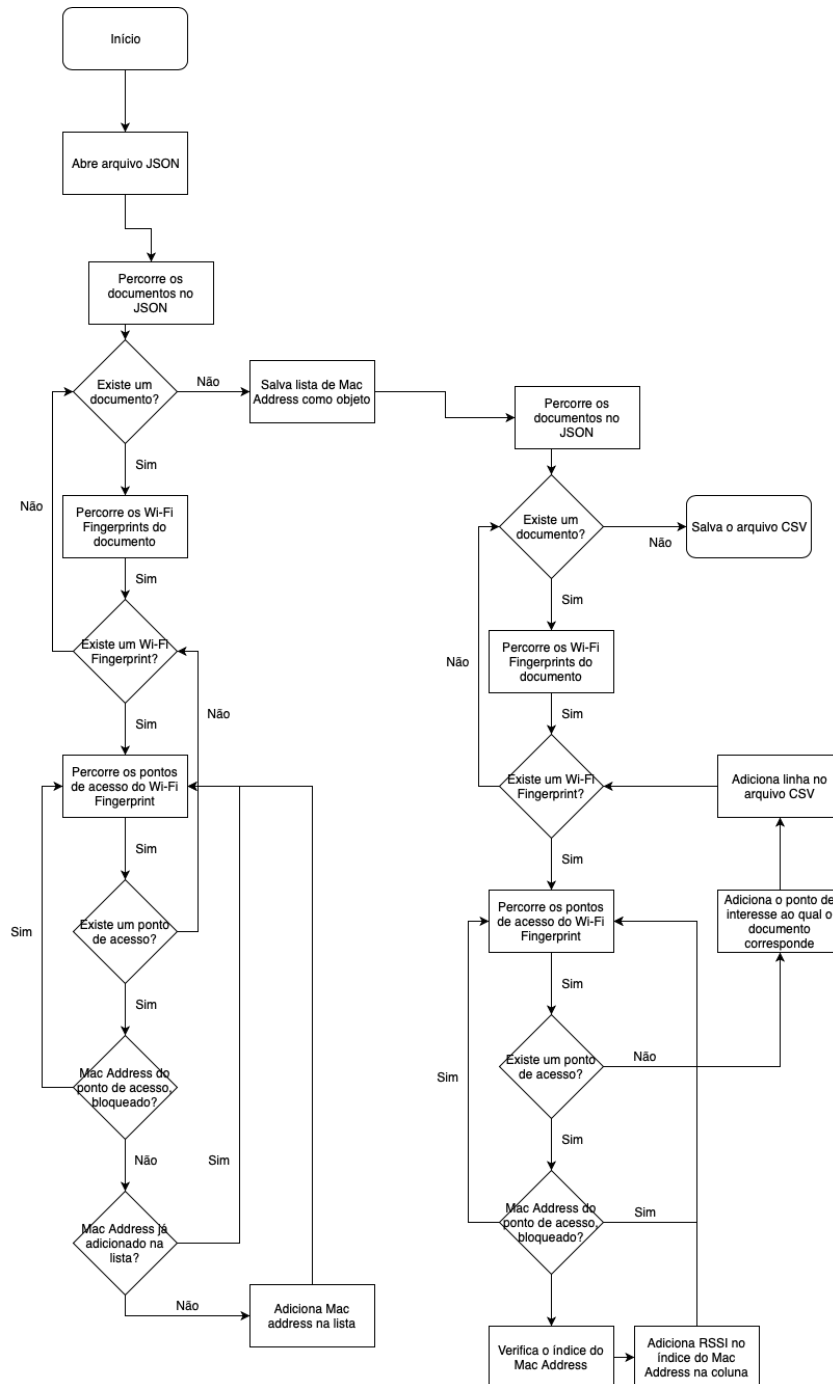 Início
Abre arquivo JSON
Percorre os
documentos no
JSON
Existe um
documento?
Não
Salva lista de Mac
Address como objeto
Sim
Não
Percorre os Wi-Fi
Fingerprints do
documento
Sim
Existe um Wi-Fi
Fingerprint?
Não
Sim
Percorre os pontos
de acesso do Wi-Fi
Fingerprint
Sim
Existe um ponto
de acesso?
Sim
Sim
Mac Address do
ponto de acesso,
bloqueado?
Não
Sim
Mac Address já
adicionado na
lista?
Não
Adiciona Mac
address na lista
Percorre os
documentos no
JSON
Existe um
documento?
Não
Salva o arquivo CSV
Sim
Percorre os Wi-Fi
Fingerprints do
documento
Não
Sim
Existe um Wi-Fi
Fingerprint?
Adiciona linha no
arquivo CSV
Sim
Percorre os pontos
de acesso do Wi-Fi
Fingerprint
Adiciona o ponto de
interesse ao qual o
documento
corresponde
Sim
Existe um ponto
de acesso?
Não
Sim
Sim
Mac Address do
ponto de acesso,
bloqueado?
Sim
Verifica o índice do
Mac Address
Adiciona RSSI no
índice do Mac
Address na coluna